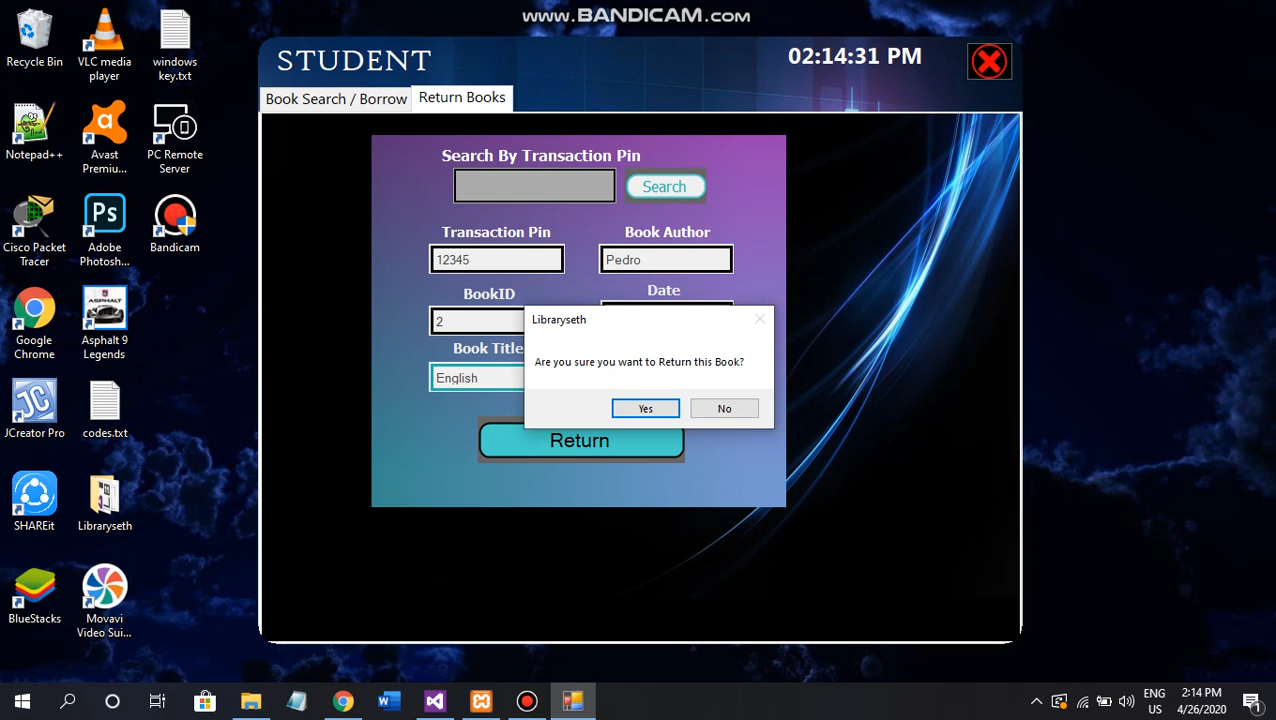 www.BANDICAM.com
Recycle Bin
VLC media
player
windows
key.txt
Notepad++
Avast
Premiu...
PC Remote
Server
Cisco Packet
Tracer
Ps
Adobe
Photosh...
Bandicam
Google
Chrome
ASPHALT
Asphalt 9
Legends
JCreator Pro
codes.txt
SHAREit
Libraryseth
BlueStacks
Movavi
Video Sui...
STUDENT
02:14:31 PM
Book Search / Borrow
Return Books
Search By Transaction Pin
Search
Transaction Pin
Book Author
12345
Pedro
BookID
Date
2
Book Title
English
Return
Libraryseth
Are you sure you want to Return this Book?
Yes
No
ENG
US
2:14 PM
4/26/2020
1